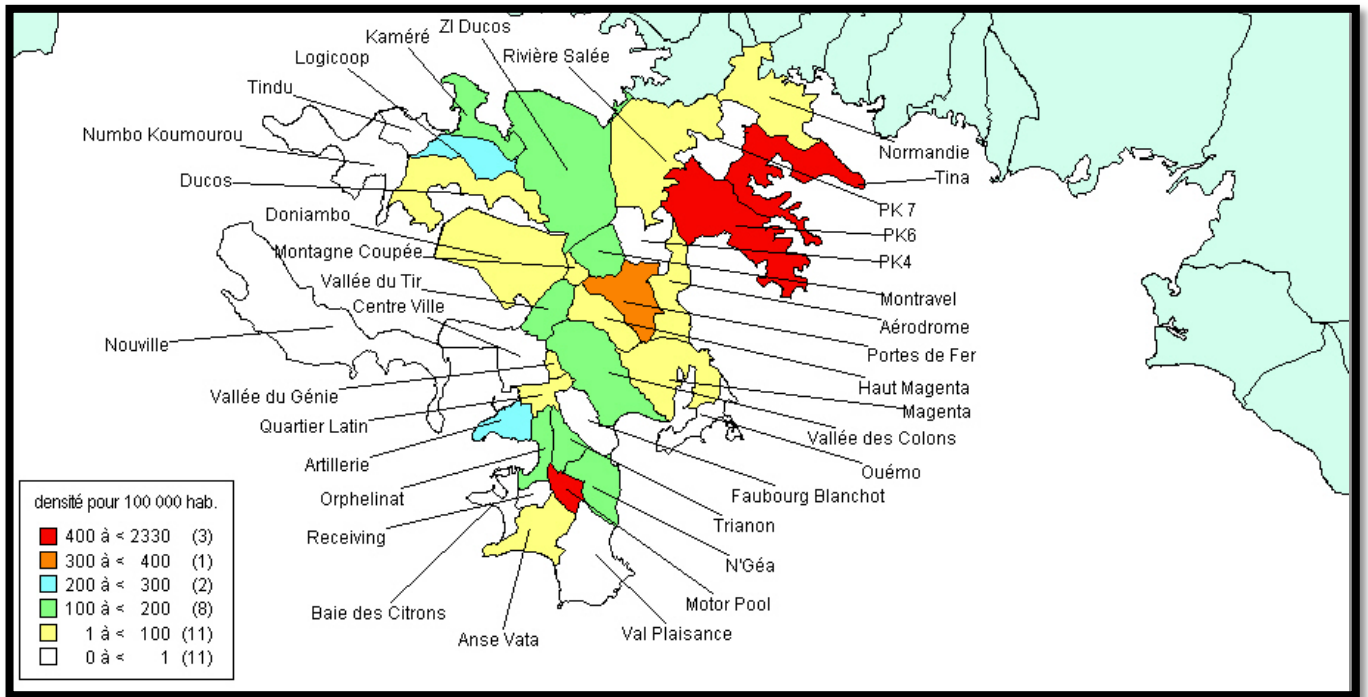 ZI Ducos
Kaméré
Logicoop
Rivière Salée
Tindu
Numbo Koumourou
Ducos
Doniambo
Montagne Coupée
Vallée du Tir
Centre Ville
Nouville
Vallée du Génie
Quartier Latin
Artillerie
Orphelinat
Receiving
Baie des Citrons
Anse Vata
Normandie
Tina
PK7
PK6
PK4
Montravel
Aérodrome
Portes de Fer
Haut Magenta
Magenta
Vallée des Colons
Ouémo
Faubourg Blanchot
Trianon
N'Géa
Motor Pool
Val Plaisance
densité pour 100 000 hab.
400 à < 2330 (3)
300 à < 400 (1)
200 à < 300 (2)
100 à < 200 (8)
1 à < 100 (11)
0 à < 1 (11)